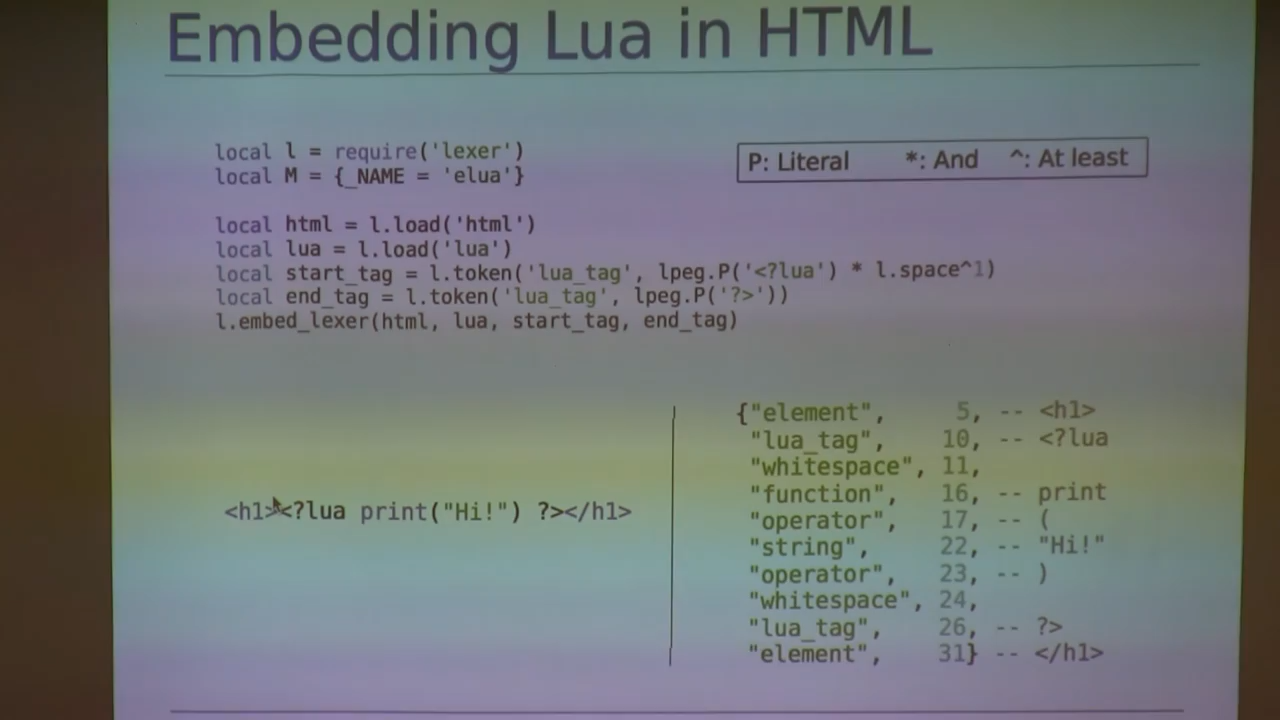 Embedding Lua in HTML
local l = require('lexer')
local M = {_NAME = 'elua'}
P: Literal *: And ^: At least
local html = l.load('html')
local lua = l.load('lua')
local start_tag = l.token('lua_tag', lpeg.P('<?lua') * l.space^1)
local end_tag = l.token('lua_tag', lpeg.P('?>'))
l.embed_lexer(html, lua, start_tag, end_tag)
<h1><?lua print("Hi!") ?></h1>
{"element", 5, -- <h1>
"lua_tag", 10, -- <?lua
"whitespace", 11,
"function", 16, -- print
"operator", 17, -- (
"string", 22, -- "Hi!"
"operator", 23, -- )
"whitespace", 24,
"lua_tag", 26, -- ?>
"element", 31} -- </h1>